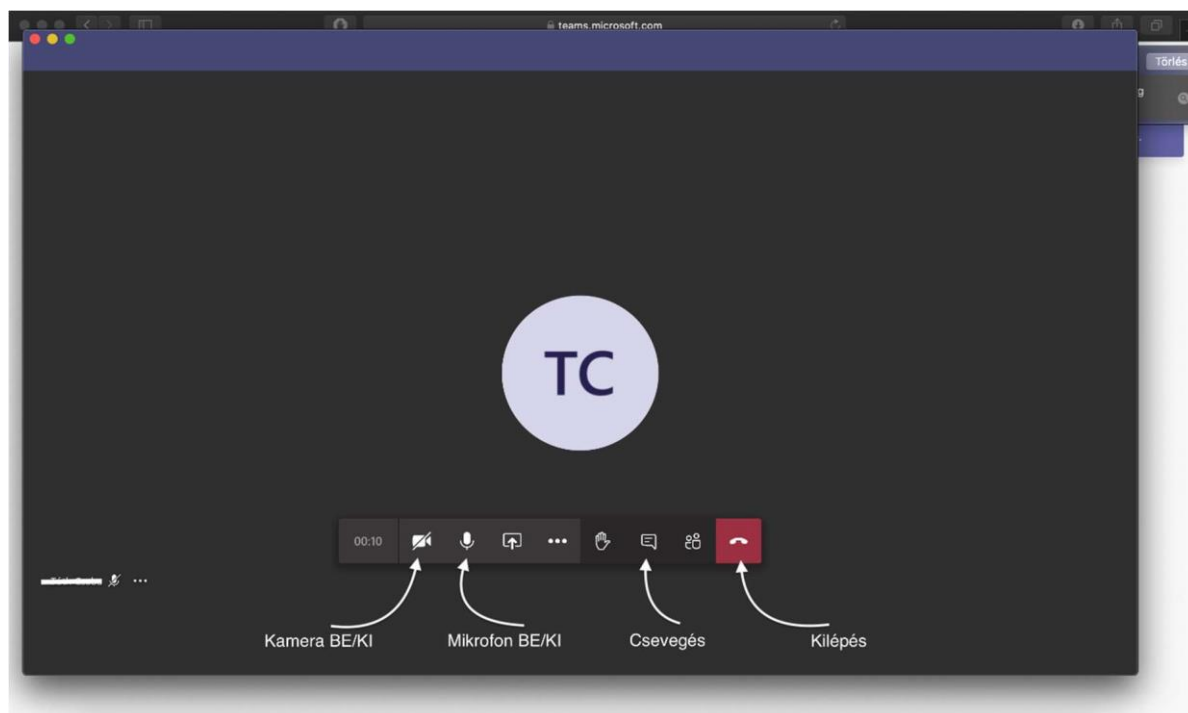 teams.microsoft.com
Törlés
g
TC
00:10
Kamera BE/KI
Mikrofon BE/KI
Csevegés
Kilépés